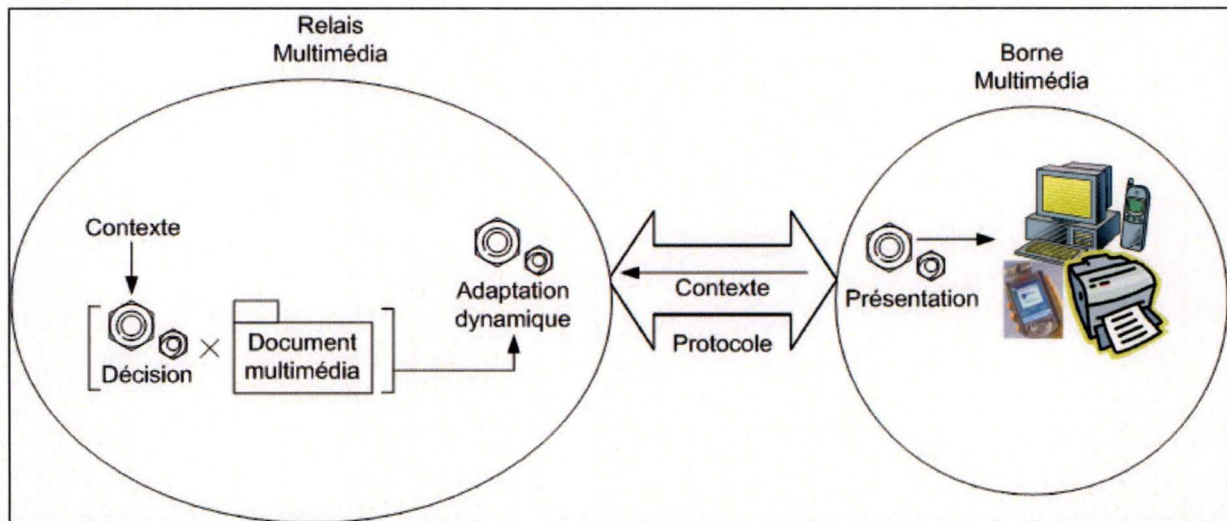 Relais
Multimédia
Borne
Multimédia
Contexte
Décision
Document
multimédia
Adaptation
dynamique
Contexte
Protocole
Présentation